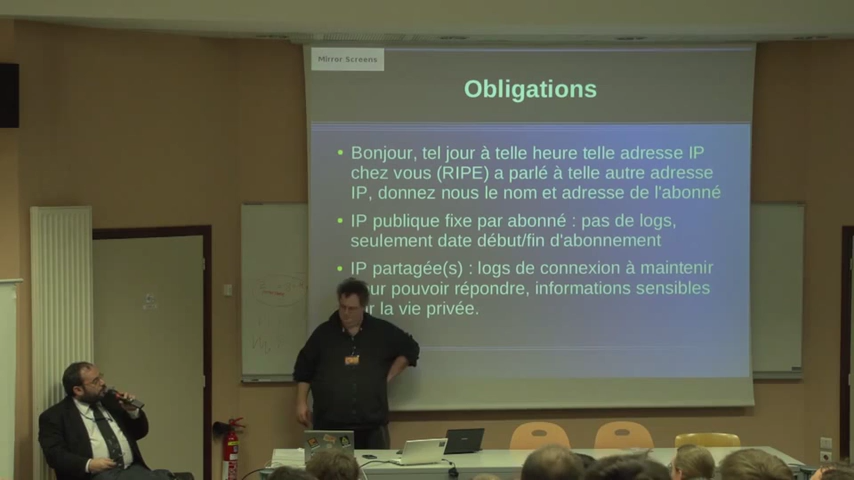 Mirror Screens
Obligations
• Bonjour, tel jour à telle heure telle adresse IP
chez vous (RIPE) a parlé à telle autre adresse
IP, donnez nous le nom et adresse de l'abonné
• IP publique fixe par abonné : pas de logs,
seulement date début/fin d'abonnement
• IP partagée(s) : logs de connexion à maintenir
pouvoir répondre, informations sensibles
la vie privée.